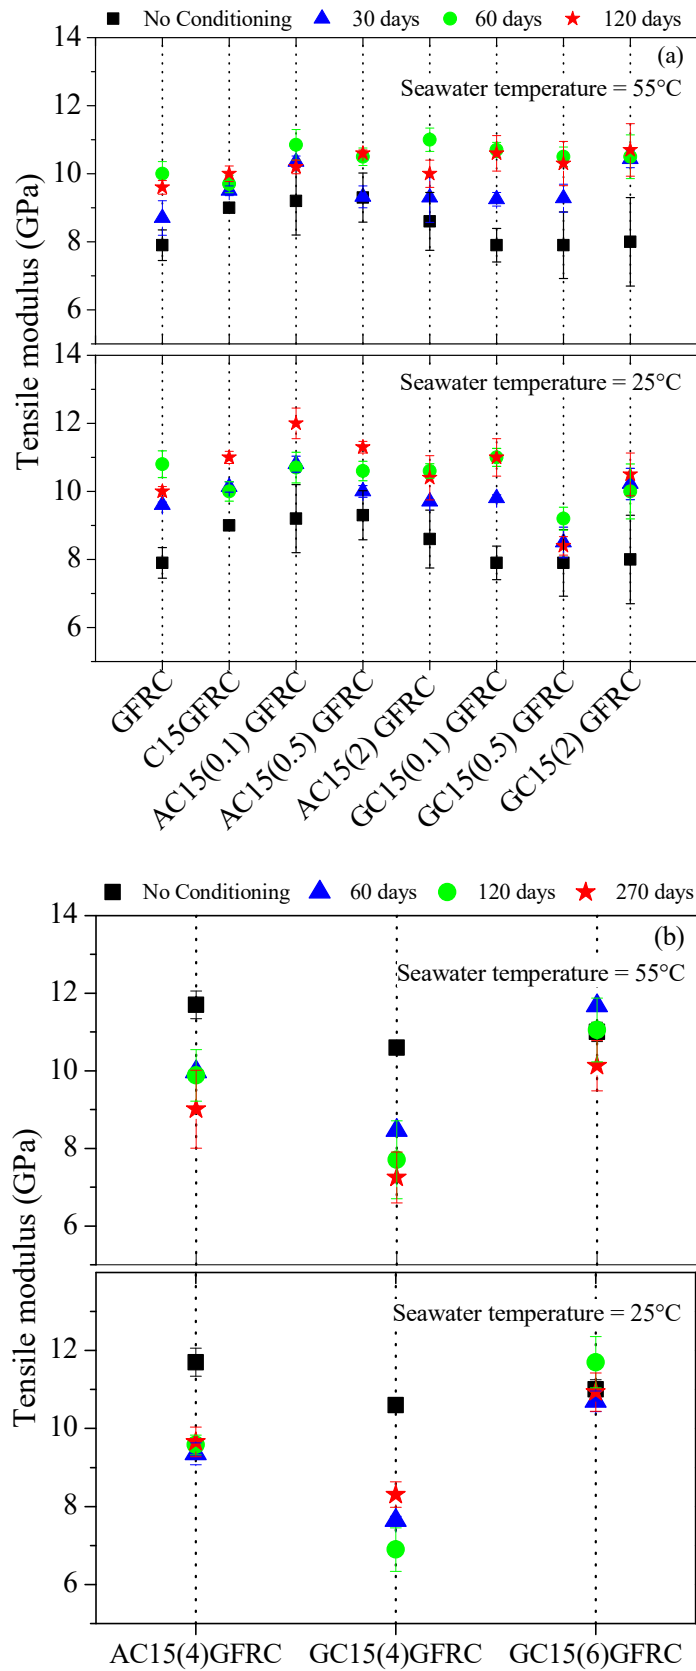 No Conditioning 30 days 60 days 120 days
14
(a)
Seawater temperature = 55°C
12
10
8
6
Tensile modulus (GPa)
14
Seawater temperature = 25°C
12
10
8
6
GFRC
C15GFRC
AC15(0.1) GFRC
AC15(0.5) GFRC
AC15(2) GFRC
GC15(0.1) GFRC
GC15(0.5) GFRC
GC15(2) GFRC
No Conditioning 60 days 120 days 270 days
14
(b)
Seawater temperature = 55°C
12
10
8
6
Tensile modulus (GPa)
Seawater temperature = 25°C
12
10
8
6
AC15(4)GFRC GC15(4)GFRC GC15(6)GFRC